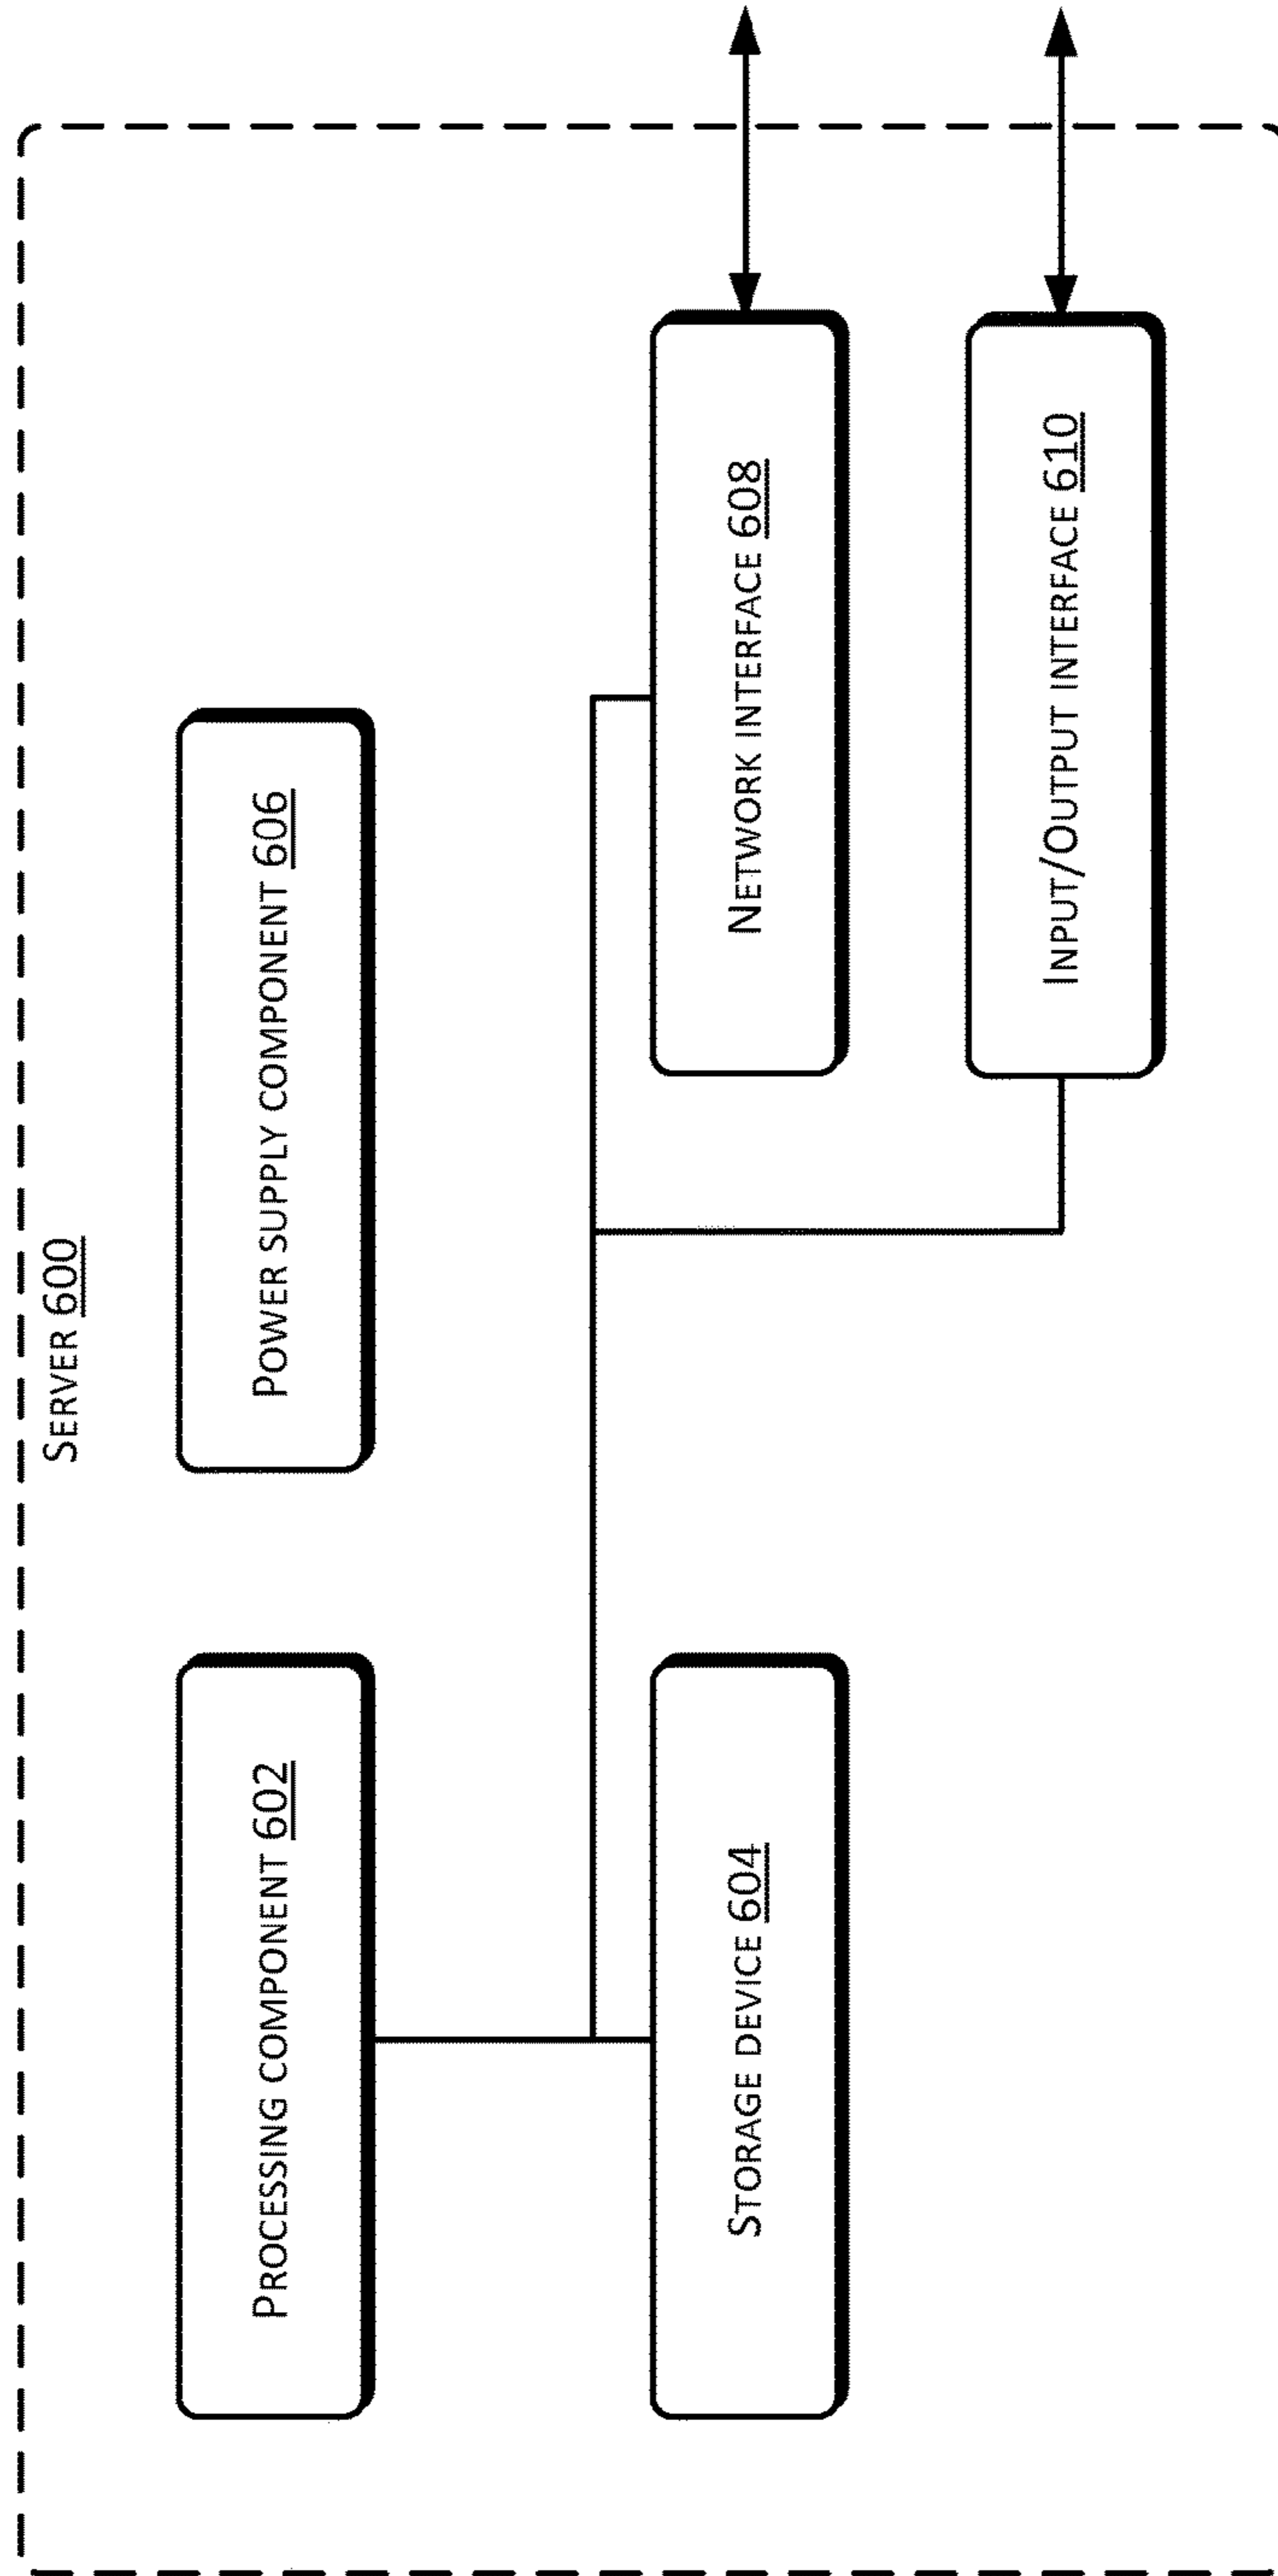 SERVER 600
PROCESSING COMPONENT 602
POWER SUPPLY COMPONENT 606
STORAGE DEVICE 604
NETWORK INTERFACE 608
INPUT/OUTPUT INTERFACE 610